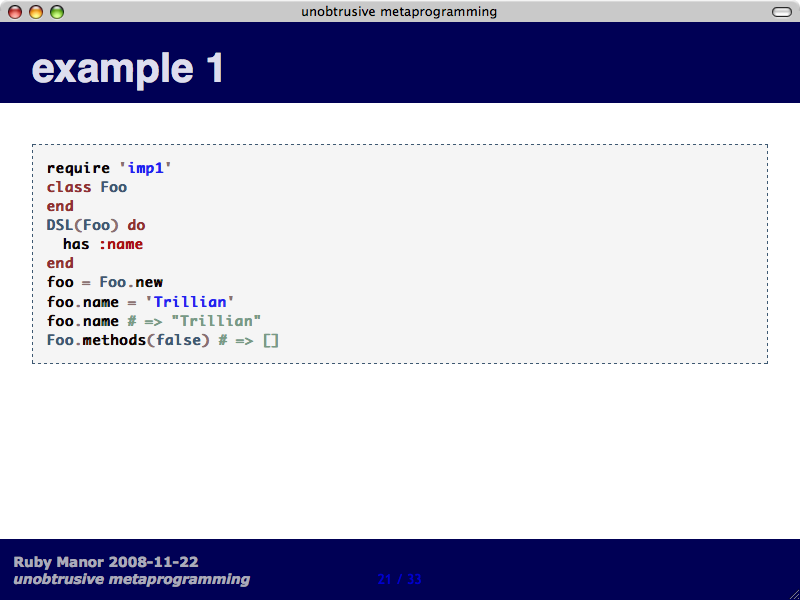 unobtrusive metaprogramming
example 1
require 'imp1'
class Foo
end
DSL(Foo) do
  has :name
end
foo = Foo.new
foo.name = 'Trillian'
foo.name # => "Trillian"
Foo.methods(false) # => []
Ruby Manor 2008-11-22
unobtrusive metaprogramming
21 / 33